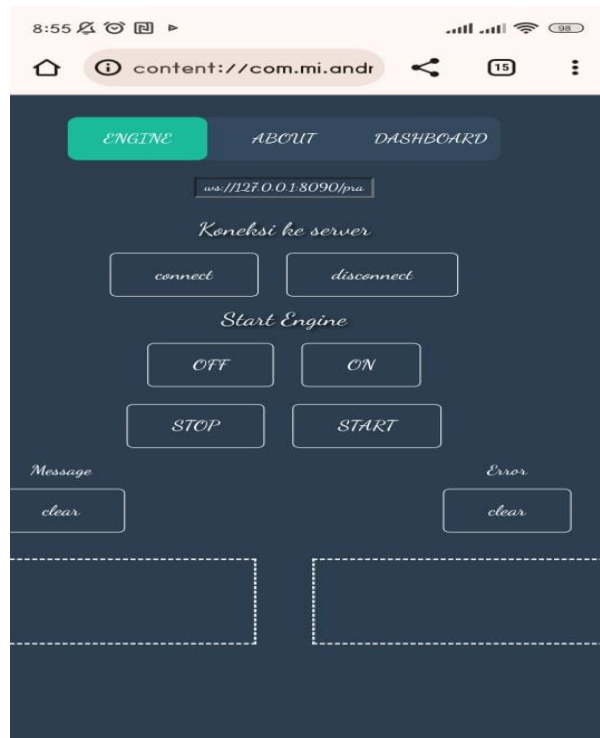 8:55 98
content://com.mi.andr 15
ENGINE ABOUT DASHBOARD
ws://127.0.0.1:8090/pra
Koneksi ke server
connect disconnect
Start Engine
OFF ON
STOP START
Message Error
clear clear